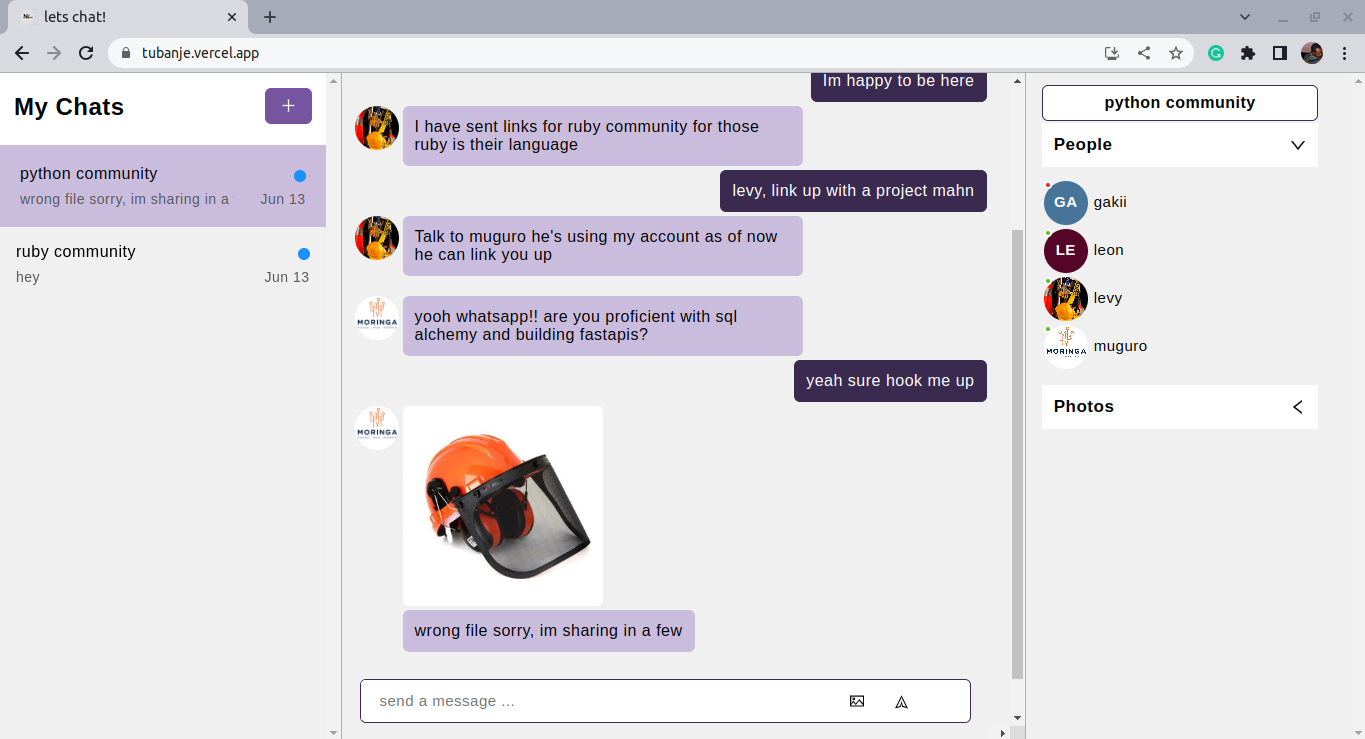 lets chat!
tubanje.vercel.app
My Chats
+
python community
wrong file sorry, im sharing in a
Jun 13
ruby community
hey
Jun 13
Im happy to be here
I have sent links for ruby community for those
ruby is their language
levy, link up with a project mahn
Talk to muguro he's using my account as of now
he can link you up
MORINGA
yooh whatsapp!! are you proficient with sql
alchemy and building fastapis?
yeah sure hook me up
MORINGA
wrong file sorry, im sharing in a few
send a message ...
python community
People
GA
gakii
LE
leon
levy
MORINGA
muguro
Photos